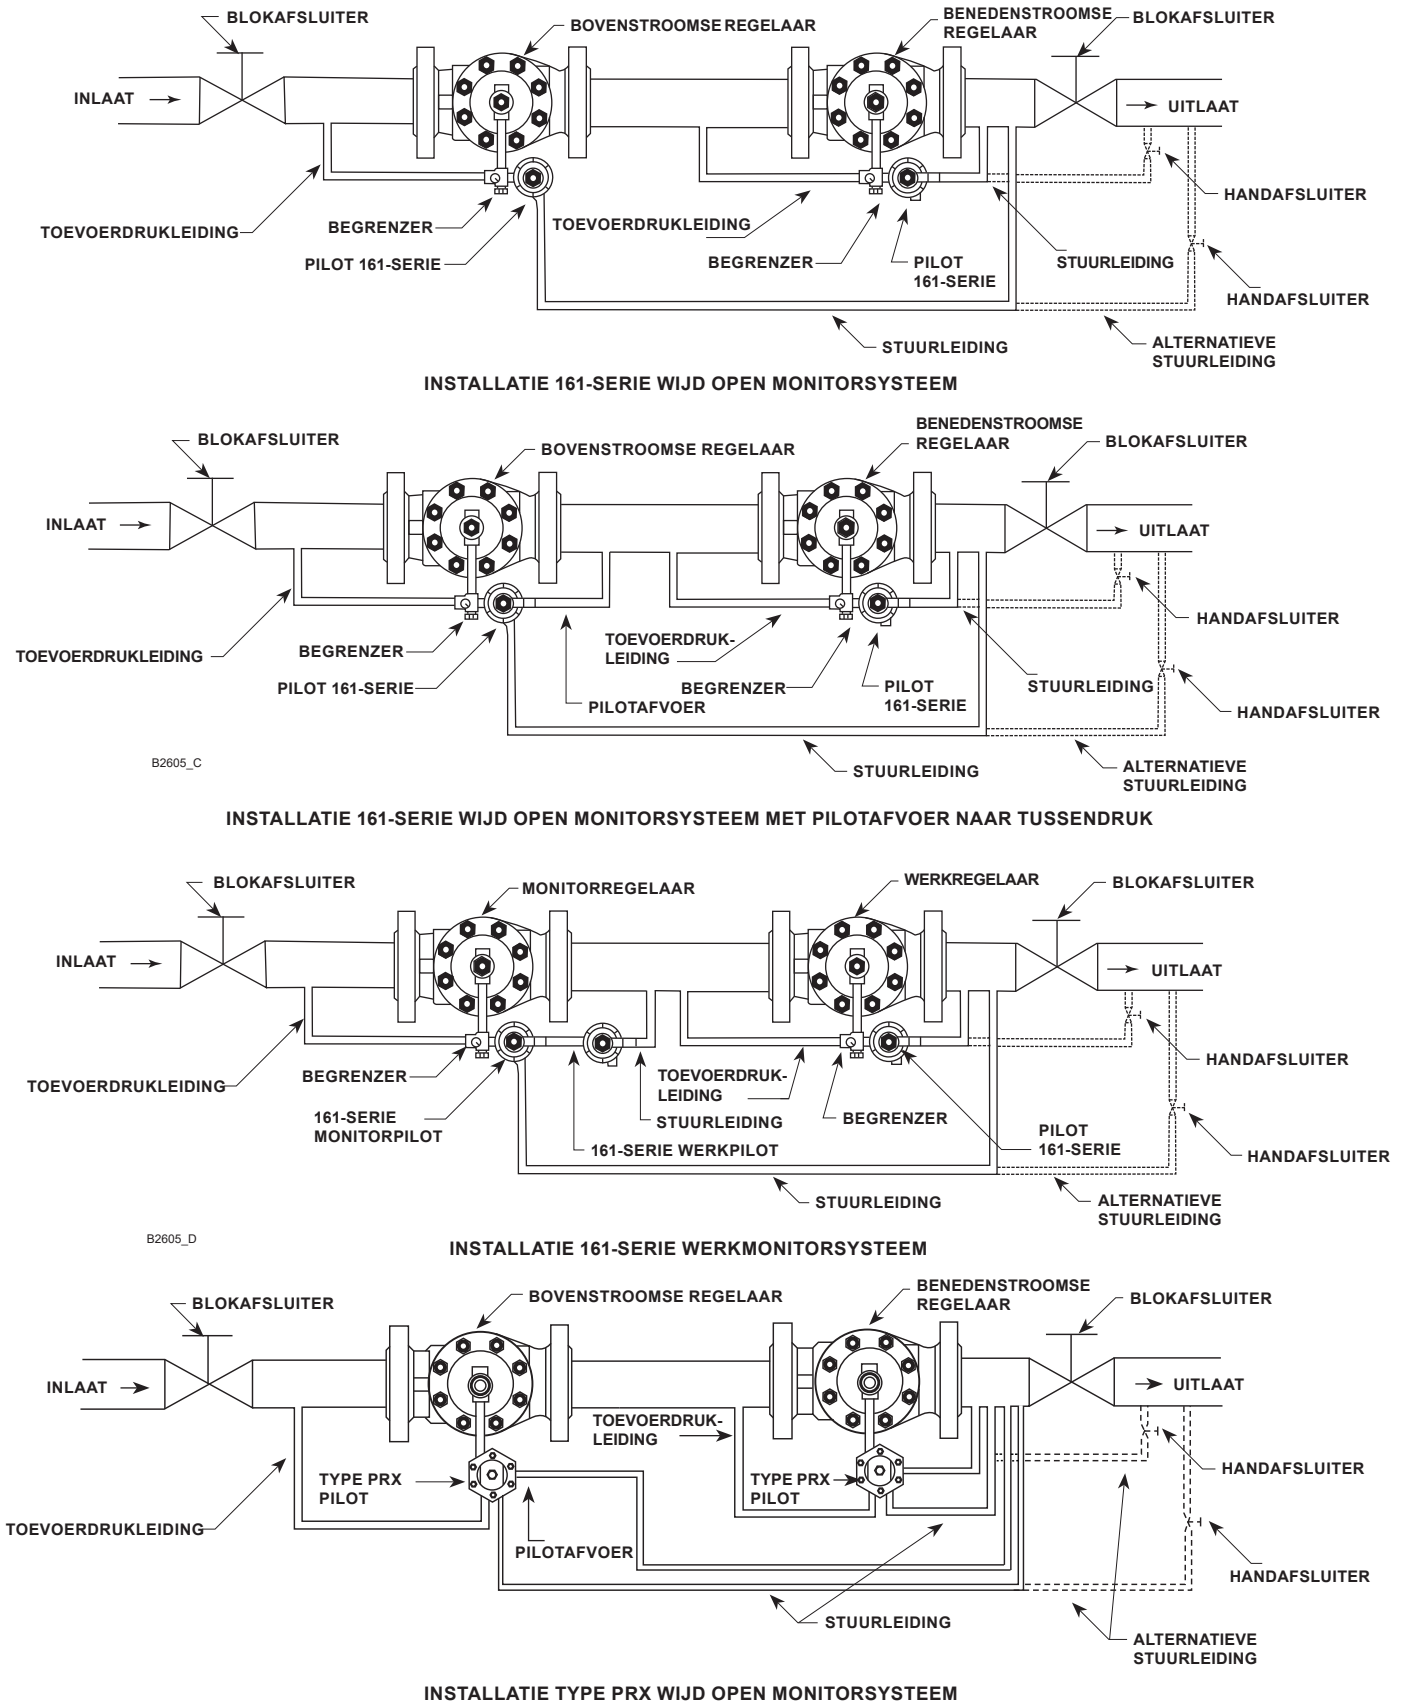 BLOKAFSLUITER
BOVENSTROOMSE REGELAAR
BENEDENSTROOMSE
REGELAAR
BLOKAFSLUITER
INLAAT
UITLAAT
HANDAFSLUITER
TOEVOERDRUKLEIDING
BEGRENZER
TOEVOERDRUKLEIDING
PILOT 161-SERIE
BEGRENZER
PILOT
161-SERIE
STUURLEIDING
HANDAFSLUITER
STUURLEIDING
ALTERNATIEVE
STUURLEIDING
INSTALLATIE 161-SERIE WIJD OPEN MONITORSYSTEEM
BLOKAFSLUITER
BOVENSTROOMSE REGELAAR
BENEDENSTROOMSE
REGELAAR
BLOKAFSLUITER
INLAAT
UITLAAT
HANDAFSLUITER
TOEVOERDRUKLEIDING
BEGRENZER
TOEVOERDRUK-
LEIDING
PILOT 161-SERIE
PILOTAFVOER
BEGRENZER
PILOT
161-SERIE
STUURLEIDING
HANDAFSLUITER
B2605_C
STUURLEIDING
ALTERNATIEVE
STUURLEIDING
INSTALLATIE 161-SERIE WIJD OPEN MONITORSYSTEEM MET PILOTAFVOER NAAR TUSSENDRUK
BLOKAFSLUITER
MONITORREGELAAR
WERKREGELAAR
BLOKAFSLUITER
INLAAT
UITLAAT
HANDAFSLUITER
TOEVOERDRUKLEIDING
BEGRENZER
TOEVOERDRUK-
LEIDING
161-SERIE
MONITORPILOT
STUURLEIDING
BEGRENZER
161-SERIE WERKPILOT
PILOT
161-SERIE
HANDAFSLUITER
STUURLEIDING
ALTERNATIEVE
STUURLEIDING
B2605_D
INSTALLATIE 161-SERIE WERKMONITORSYSTEEM
BLOKAFSLUITER
BOVENSTROOMSE REGELAAR
BENEDENSTROOMSE
REGELAAR
BLOKAFSLUITER
INLAAT
UITLAAT
TOEVOERDRUK-
LEIDING
HANDAFSLUITER
TYPE PRX
PILOT
TYPE PRX
PILOT
TOEVOERDRUKLEIDING
PILOTAFVOER
HANDAFSLUITER
STUURLEIDING
ALTERNATIEVE
STUURLEIDING
INSTALLATIE TYPE PRX WIJD OPEN MONITORSYSTEEM